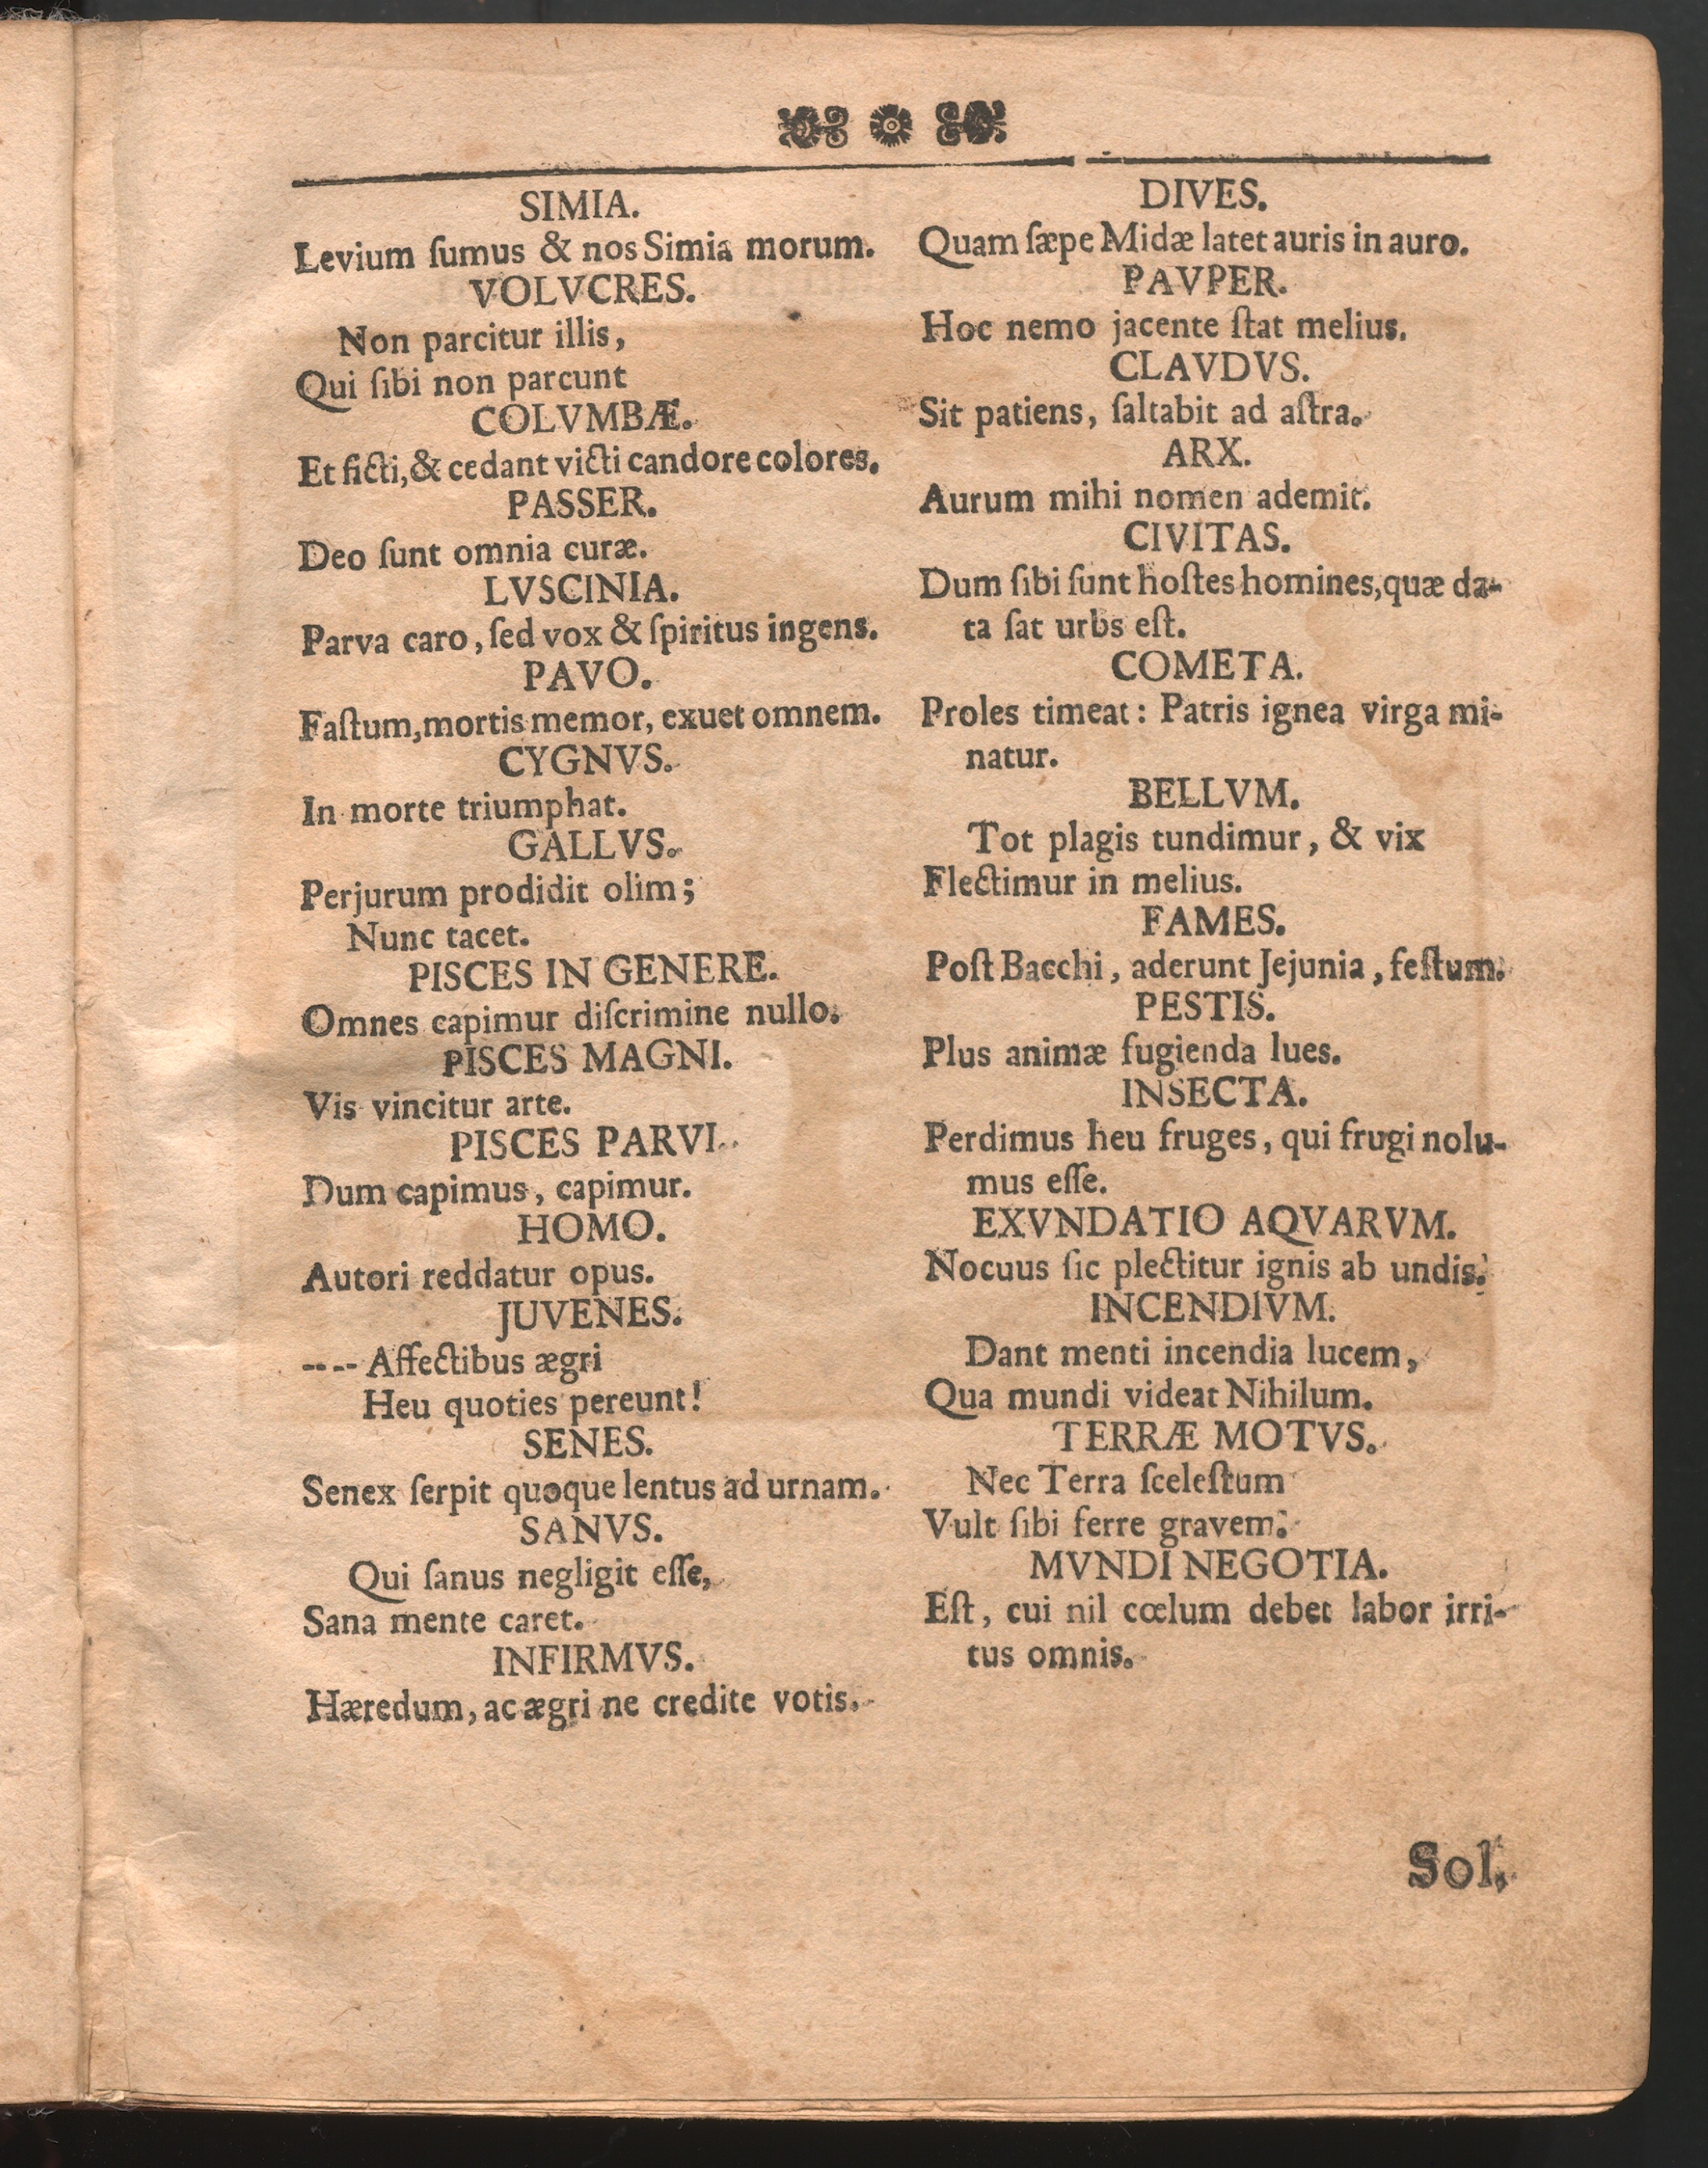 SIMIA.
Levium ſumus & nos Simia morum.
VOLVCRES.
Non parcitur illis,
Qui ſibi non parcunt
COLVMBÆ.
Et ficti, & cedant victi candore colores.
PASSER.
Deo ſunt omnia curæ.
LVSCINIA.
Parva caro, ſed vox & ſpiritus ingens.
PAVO.
Faſtum, mortis memor, exuet omnem.
CYGNVS.
In morte triumphat.
GALLVS.
Perjurum prodidit olim;
Nunc tacet.
PISCES IN GENERE.
Omnes capimur diſcrimine nullo.
PISCES MAGNI.
Vis vincitur arte.
PISCES PARVI.
Dum capimus, capimur.
HOMO.
Autori reddatur opus.
JUVENES.
---- Affectibus ægri
Heu quoties pereunt!
SENES.
Senex ſerpit quoque lentus ad urnam.
SANVS.
Qui ſanus negligit eſſe,
Sana mente caret.
INFIRMVS.
Hæredum, ac ægri ne credite votis.
DIVES.
Quam ſæpe Midæ latet auris in auro.
PAVPER.
Hoc nemo jacente ſtat melius.
CLAVDVS.
Sit patiens, ſaltabit ad aſtra.
ARX.
Aurum mihi nomen ademit.
CIVITAS.
Dum ſibi ſunt hoſtes homines, quæ da-
ta ſat urbs eſt.
COMETA.
Proles timeat: Patris ignea virga mi-
natur.
BELLVM.
Tot plagis tundimur, & vix
Flectimur in melius.
FAMES.
Poſt Bacchi, aderunt Jejunia, feſtum.
PESTIS.
Plus animæ fugienda lues.
INSECTA.
Perdimus heu fruges, qui frugi nolu-
mus eſſe.
EXVNDATIO AQVARVM.
Nocuus ſic plectitur ignis ab undis.
INCENDIVM.
Dant menti incendia lucem,
Qua mundi videat Nihilum.
TERRÆ MOTVS.
Nec Terra ſceleſtum
Vult ſibi ferre gravem.
MVNDI NEGOTIA.
Eſt, cui nil cœlum debet labor irri-
tus omnis.
Sol.